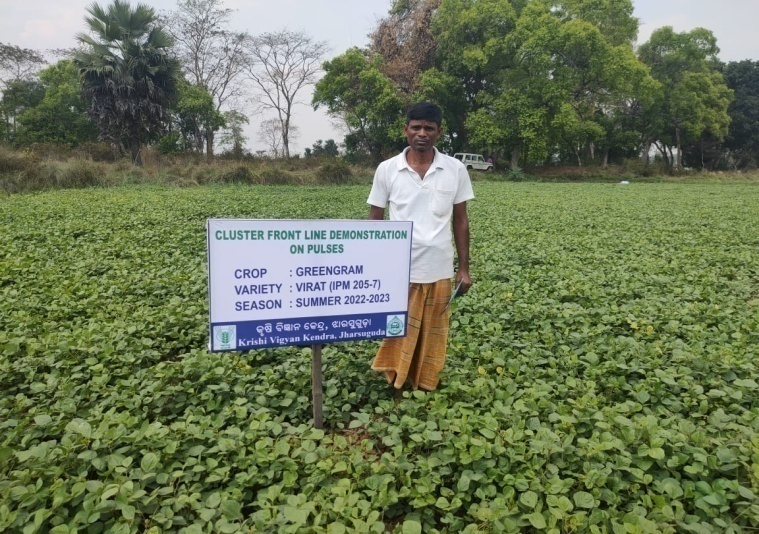 CLUSTER FRONT LINE DEMONSTRATION
ON PULSES
CROP : GREENGRAM
VARIETY : VIRAT (IPM 205-7)
SEASON : SUMMER 2022-2023
କୃଷି ବିଜ୍ଞାନ କେନ୍ଦ୍ର, ଝାରସୁଗୁଡ଼ା
Krishi Vigyan Kendra, Jharsuguda